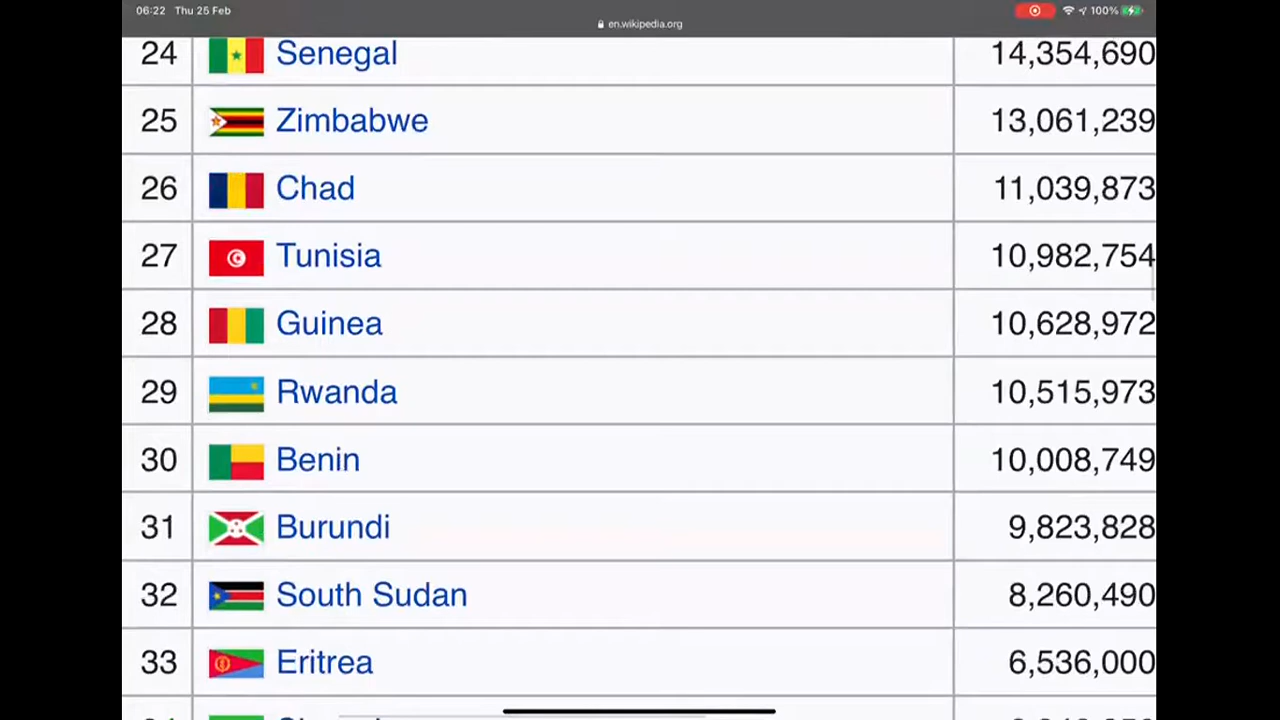 06:22 Thu 25 Feb 100%
en.wikipedia.org
24 Senegal 14,354,690
25 Zimbabwe 13,061,239
26 Chad 11,039,873
27 Tunisia 10,982,754
28 Guinea 10,628,972
29 Rwanda 10,515,973
30 Benin 10,008,749
31 Burundi 9,823,828
32 South Sudan 8,260,490
33 Eritrea 6,536,000